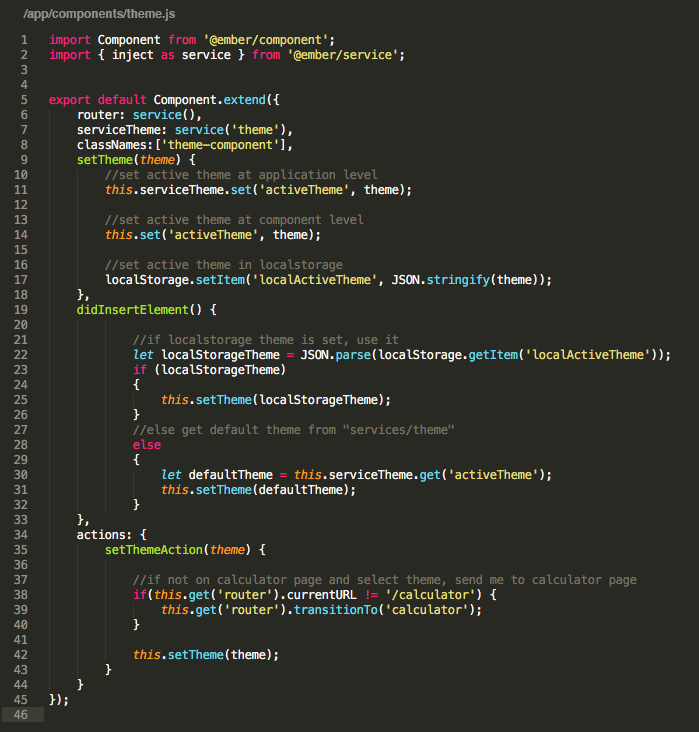 /app/components/theme.js
1 import Component from '@ember/component';
2 import { inject as service } from '@ember/service';
3
4
5 export default Component.extend({
6     router: service(),
7     serviceTheme: service('theme'),
8     classNames:['theme-component'],
9     setTheme(theme) {
10         //set active theme at application level
11         this.serviceTheme.set('activeTheme', theme);
12
13         //set active theme at component level
14         this.set('activeTheme', theme);
15
16         //set active theme in localstorage
17         localStorage.setItem('localActiveTheme', JSON.stringify(theme));
18     },
19     didInsertElement() {
20
21             //if localstorage theme is set, use it
22             let localStorageTheme = JSON.parse(localStorage.getItem('localActiveTheme'));
23             if (localStorageTheme)
24             {
25                 this.setTheme(localStorageTheme);
26             }
27             //else get default theme from "services/theme"
28             else
29             {
30                 let defaultTheme = this.serviceTheme.get('activeTheme');
31                 this.setTheme(defaultTheme);
32             }
33     },
34     actions: {
35         setThemeAction(theme) {
36
37             //if not on calculator page and select theme, send me to calculator page
38             if(this.get('router').currentURL != '/calculator') {
39                 this.get('router').transitionTo('calculator');
40             }
41
42             this.setTheme(theme);
43         }
44     }
45 });
46